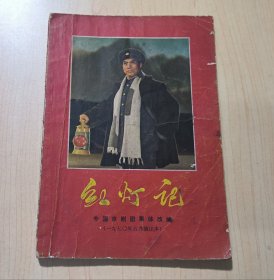 红灯记
中国京剧团集体改编
（一九七〇年五月演出本）